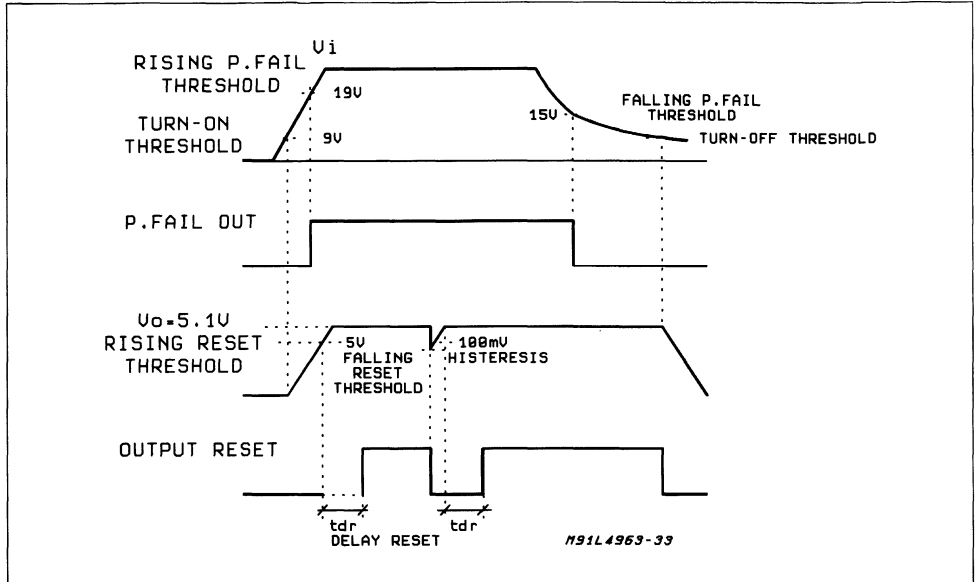 Vi
RISING P.FAIL
THRESHOLD
19V
TURN-ON
THRESHOLD
9V
15V
FALLING P.FAIL
THRESHOLD
TURN-OFF THRESHOLD
P.FAIL OUT
Vo=5.1V
RISING RESET
THRESHOLD
5V
FALLING
RESET
THRESHOLD
100mV
HISTERESIS
OUTPUT RESET
tdr
tdr
DELAY RESET
M91L4963-33